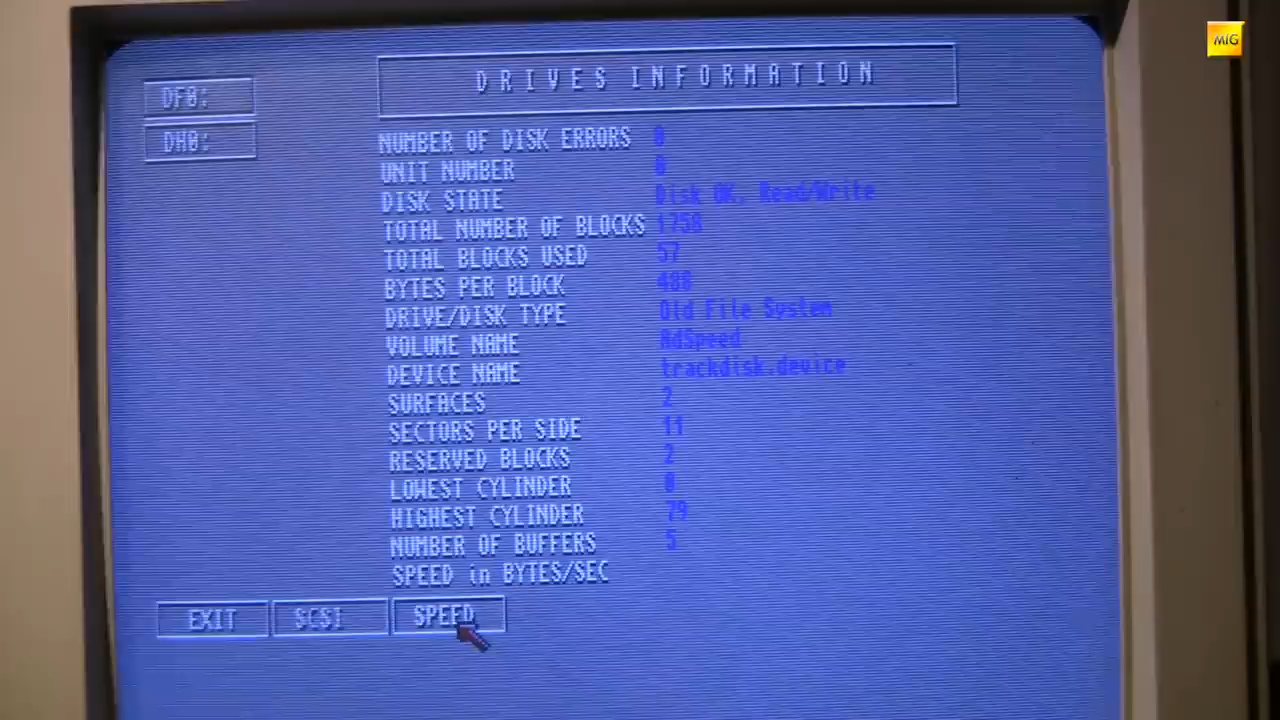 MIG
DRIVES INFORMATION
DF0:
DH0:
NUMBER OF DISK ERRORS 0
UNIT NUMBER 0
DISK STATE Disk OK, Read/Write
TOTAL NUMBER OF BLOCKS 1758
TOTAL BLOCKS USED 57
BYTES PER BLOCK 488
DRIVE/DISK TYPE Old File System
VOLUME NAME AdSpeed
DEVICE NAME trackdisk.device
SURFACES 2
SECTORS PER SIDE 11
RESERVED BLOCKS 2
LOWEST CYLINDER 0
HIGHEST CYLINDER 79
NUMBER OF BUFFERS 5
SPEED in BYTES/SEC
EXIT SCSI SPEED